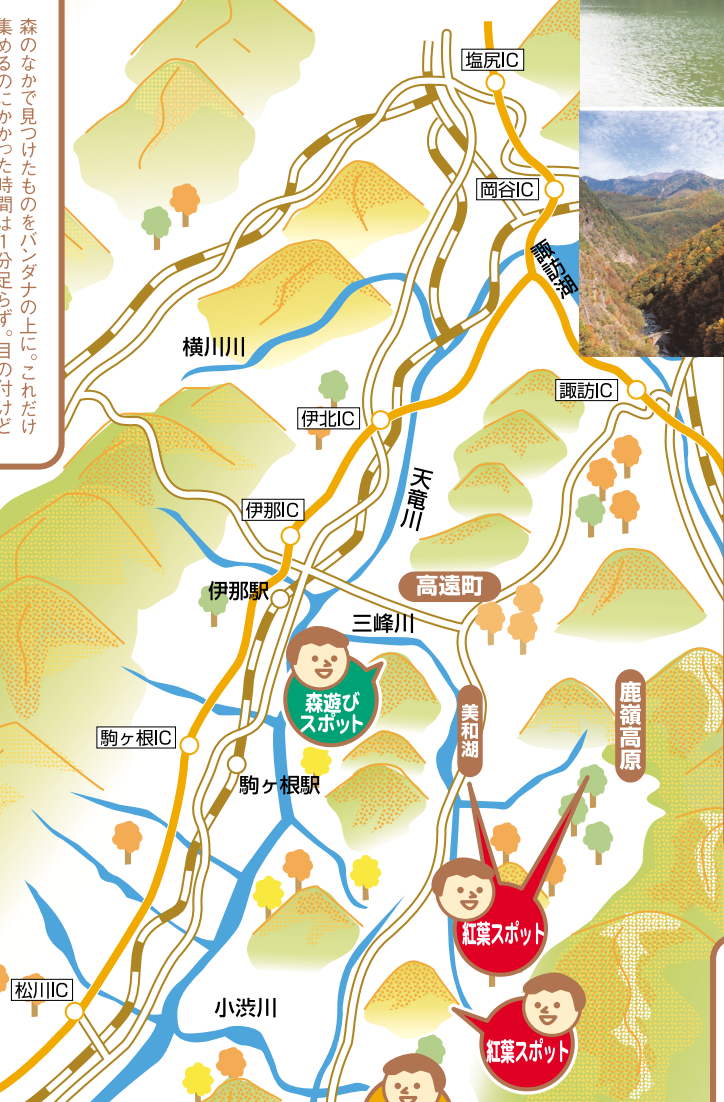 森のなかで見つけたものをバンダナの上に。これだけ
集めるのにかかった時間は1分足らず。目の付けど
塩尻IC
岡谷IC
諏訪湖
横川川
諏訪IC
伊北IC
天竜川
伊那IC
高遠町
伊那駅
三峰川
森遊び
スポット
美和湖
鹿嶺高原
駒ヶ根IC
駒ヶ根駅
紅葉スポット
松川IC
小渋川
紅葉スポット